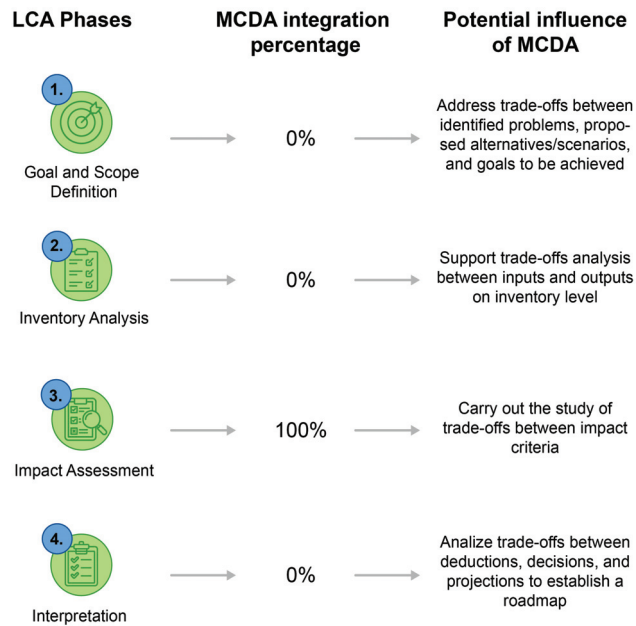 LCA Phases
MCDA integration
percentage
Potential influence
of MCDA
1.
Goal and Scope
Definition
0%
Address trade-offs between
identified problems, propo-
sed alternatives/scenarios,
and goals to be achieved
2.
Inventory Analysis
0%
Support trade-offs analysis
between inputs and outputs
on inventory level
3.
Impact Assessment
100%
Carry out the study of
trade-offs between impact
criteria
4.
Interpretation
0%
Analize trade-offs between
deductions, decisions, and
projections to establish a
roadmap